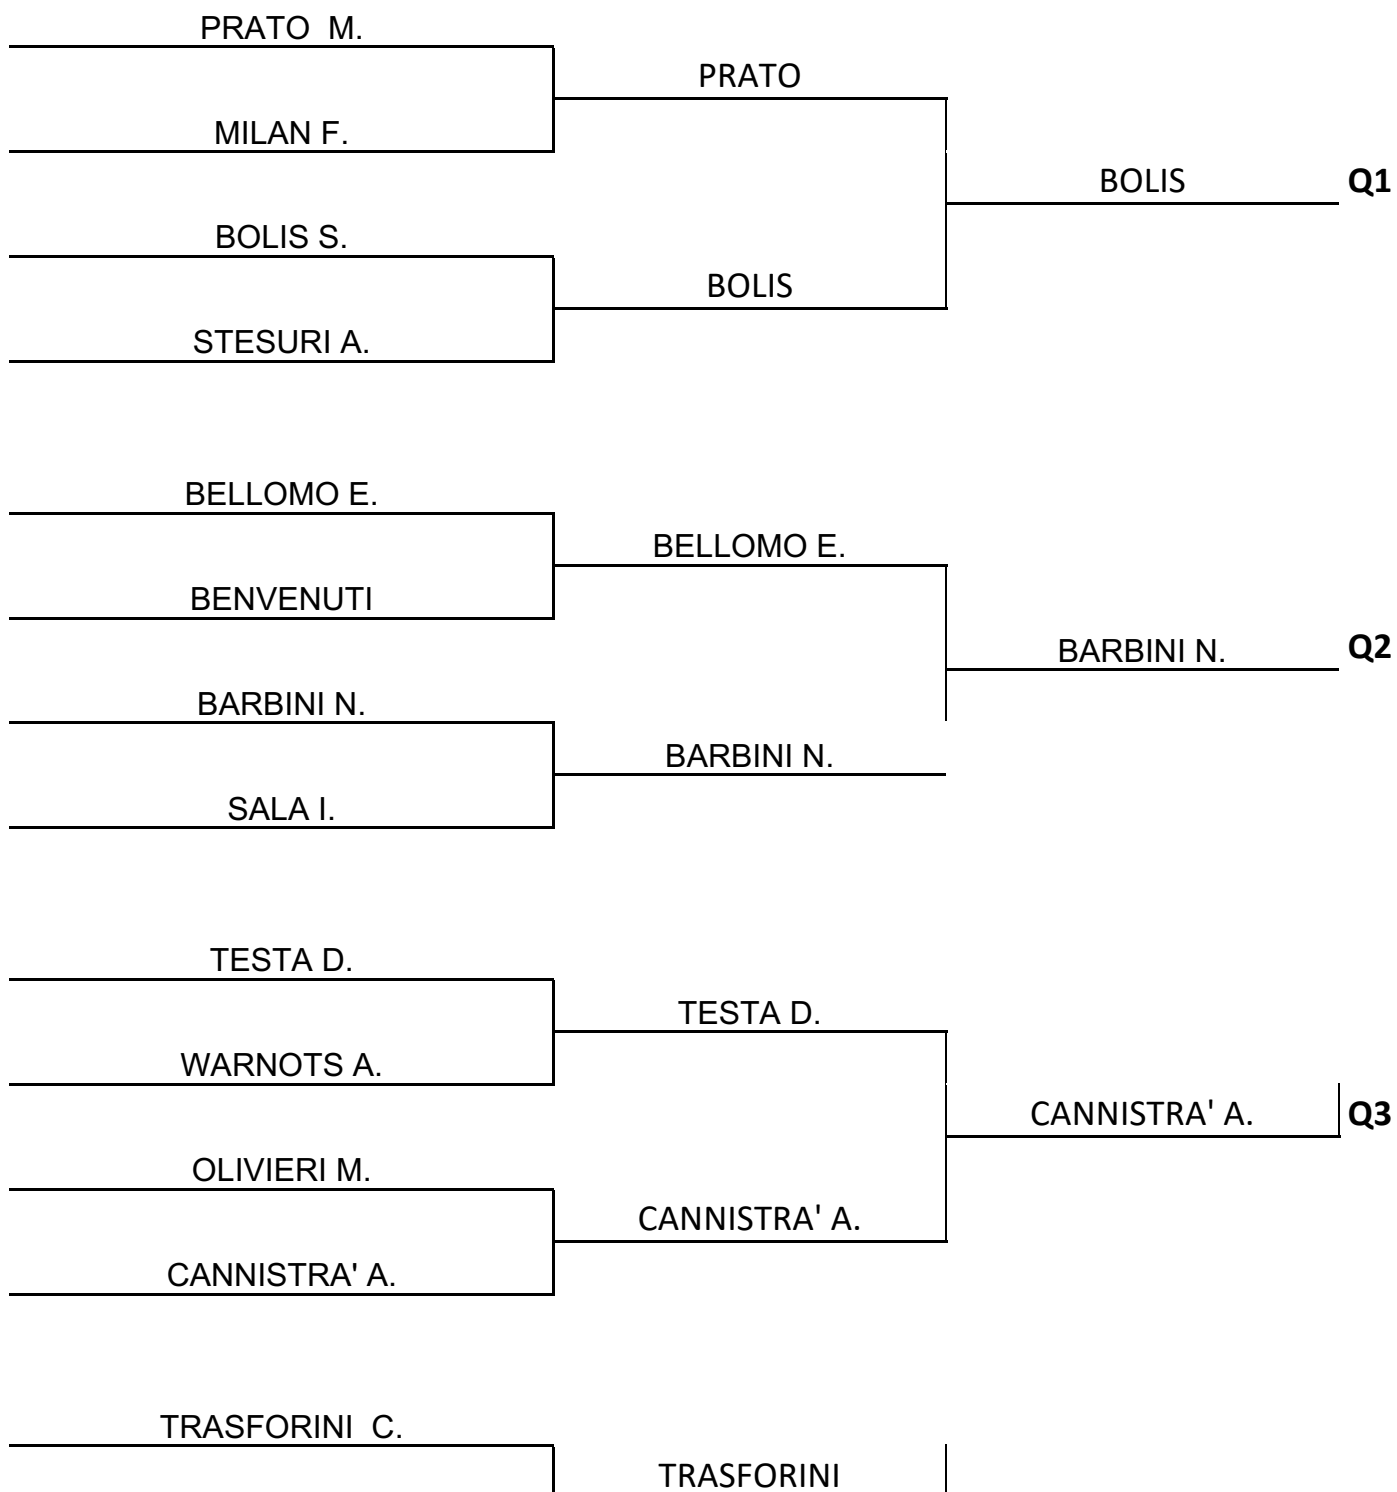 PRATO  M.
PRATO
MILAN F.
BOLIS
Q1
BOLIS S.
BOLIS
STESURI A.
BELLOMO E.
BELLOMO E.
BENVENUTI
BARBINI N.
Q2
BARBINI N.
BARBINI N.
SALA I.
TESTA D.
TESTA D.
WARNOTS A.
CANNISTRA' A.
Q3
OLIVIERI M.
CANNISTRA' A.
CANNISTRA' A.
TRASFORINI  C.
TRASFORINI